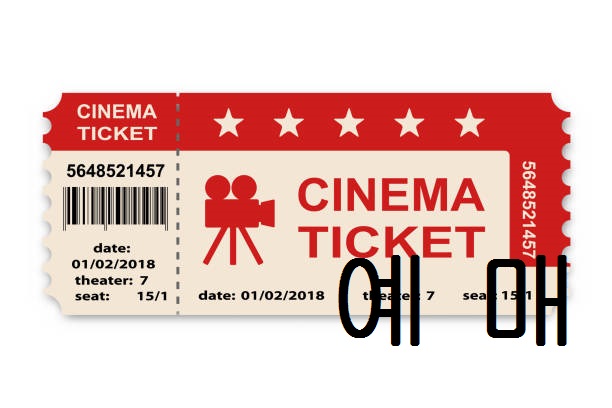 CINEMA
TICKET
5648521457
date:
01/02/2018
theater: 7
seat: 15/1
CINEMA
TICKET
date: 01/02/2018 theater: 7 seat: 15/1
5648521457
예 매